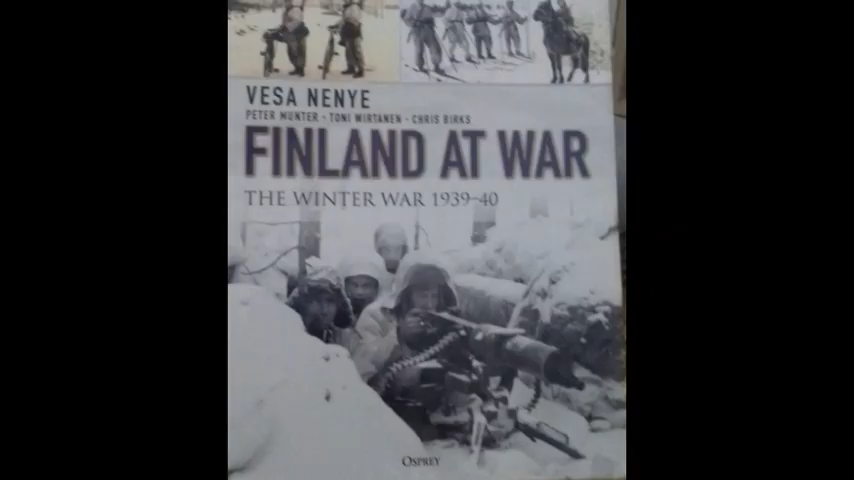 VESA NENYE
PETER MUNTER • TONI WIRTANEN • CHRIS BIRKS
FINLAND AT WAR
THE WINTER WAR 1939–40
OSPREY